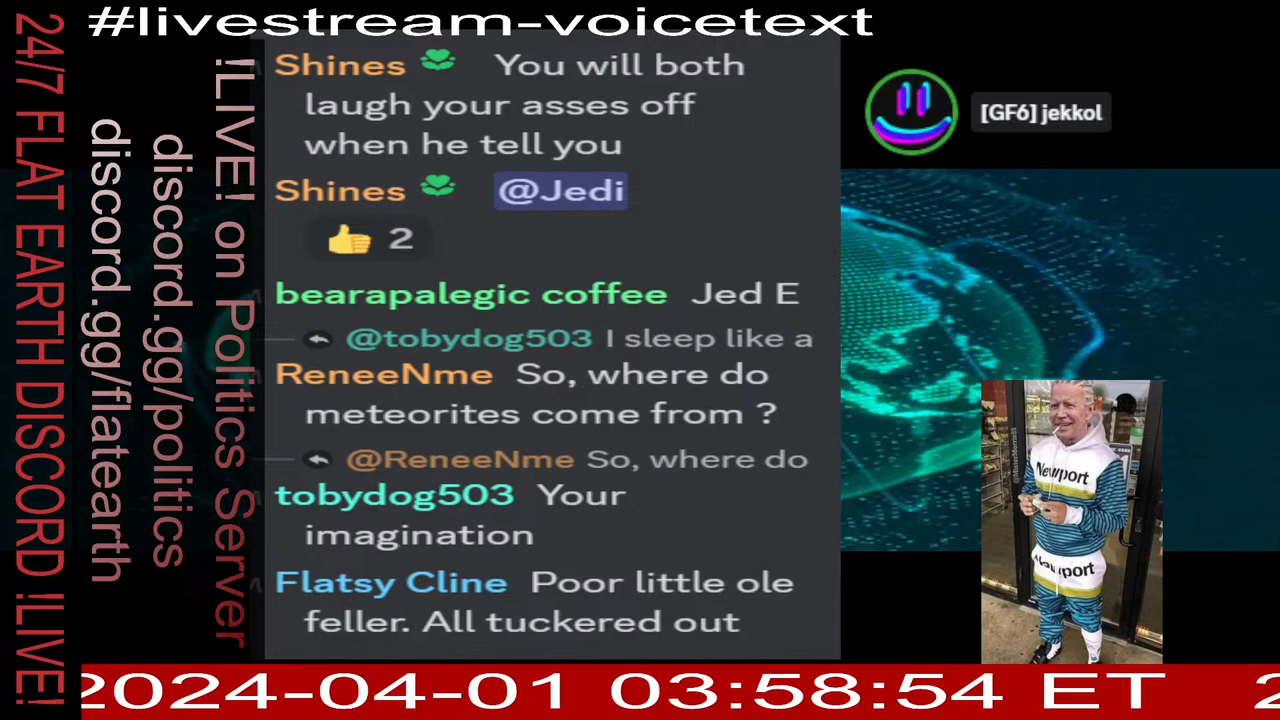 #livestream-voicetext
24/7 FLAT EARTH DISCORD !LIVE!
discord.gg/flatearth
discord.gg/politics
!LIVE! on Politics Server
Shines You will both
laugh your asses off
when he tell you
Shines @Jedi
👍 2
bearapalegic coffee Jed E
@tobydog503 I sleep like a
ReneeNme So, where do
meteorites come from ?
@ReneeNme So, where do
tobydog503 Your
imagination
Flatsy Cline Poor little ole
feller. All tuckered out
[GF6] jekkol
Newport
Newport
2024-04-01 03:58:54 ET 2